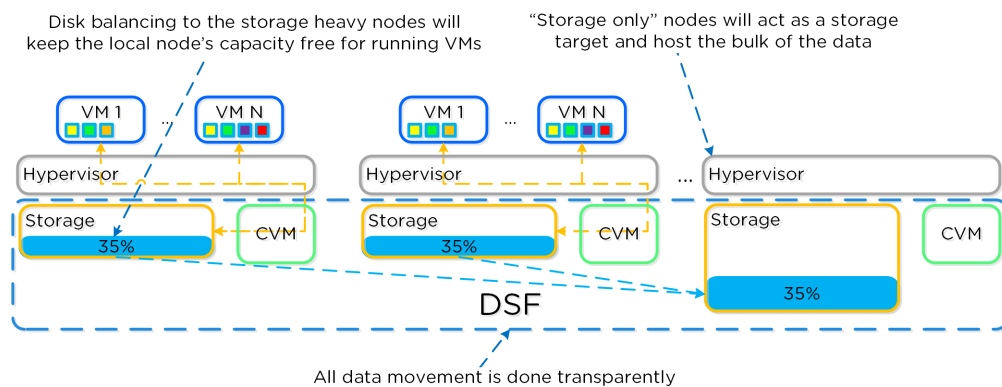 Disk balancing to the storage heavy nodes will
keep the local node’s capacity free for running VMs
“Storage only” nodes will act as a storage
target and host the bulk of the data
VM 1
...
VM N
VM 1
...
VM N
Hypervisor
Hypervisor
...
Hypervisor
Storage
35%
CVM
Storage
35%
CVM
Storage
35%
CVM
DSF
All data movement is done transparently